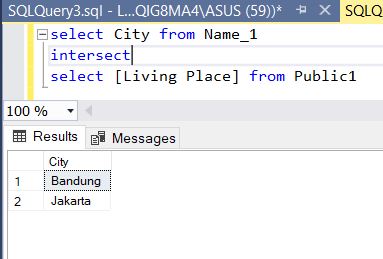 SQLQuery3.sql - L...QIG8MA4\ASUS (59))*
SQLQ
select City from Name_1
intersect
select [Living Place] from Public1
100 %
Results
Messages
City
1 Bandung
2 Jakarta